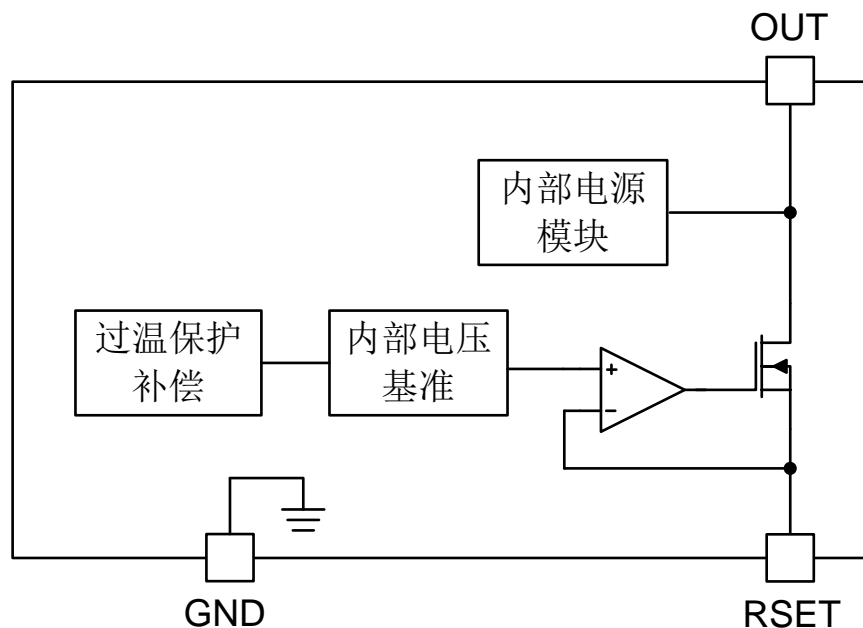 OUT
内部电源
模块
过温保护
补偿
内部电压
基准
+
−
GND
RSET